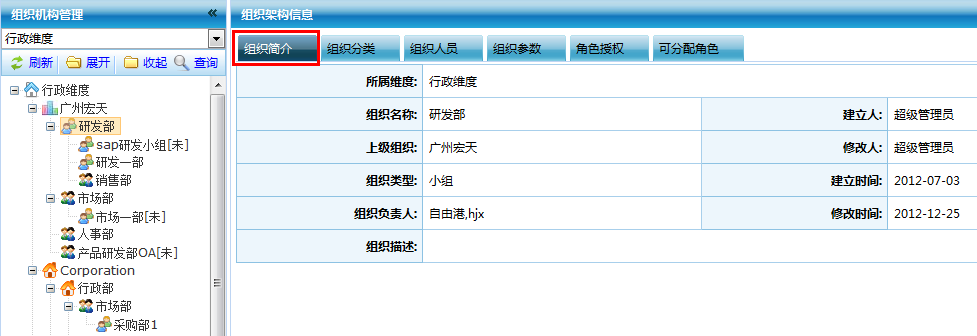 组织机构管理
行政维度
刷新 展开 收起 查询
行政维度
广州宏天
研发部
sap研发小组[未]
研发一部
销售部
市场部
市场一部[未]
人事部
产品研发部OA[未]
Corporation
行政部
市场部
采购部1
组织架构信息
组织简介 组织分类 组织人员 组织参数 角色授权 可分配角色
所属维度: 行政维度
组织名称: 研发部 建立人: 超级管理员
上级组织: 广州宏天 修改人: 超级管理员
组织类型: 小组 建立时间: 2012-07-03
组织负责人: 自由港,hjx 修改时间: 2012-12-25
组织描述: